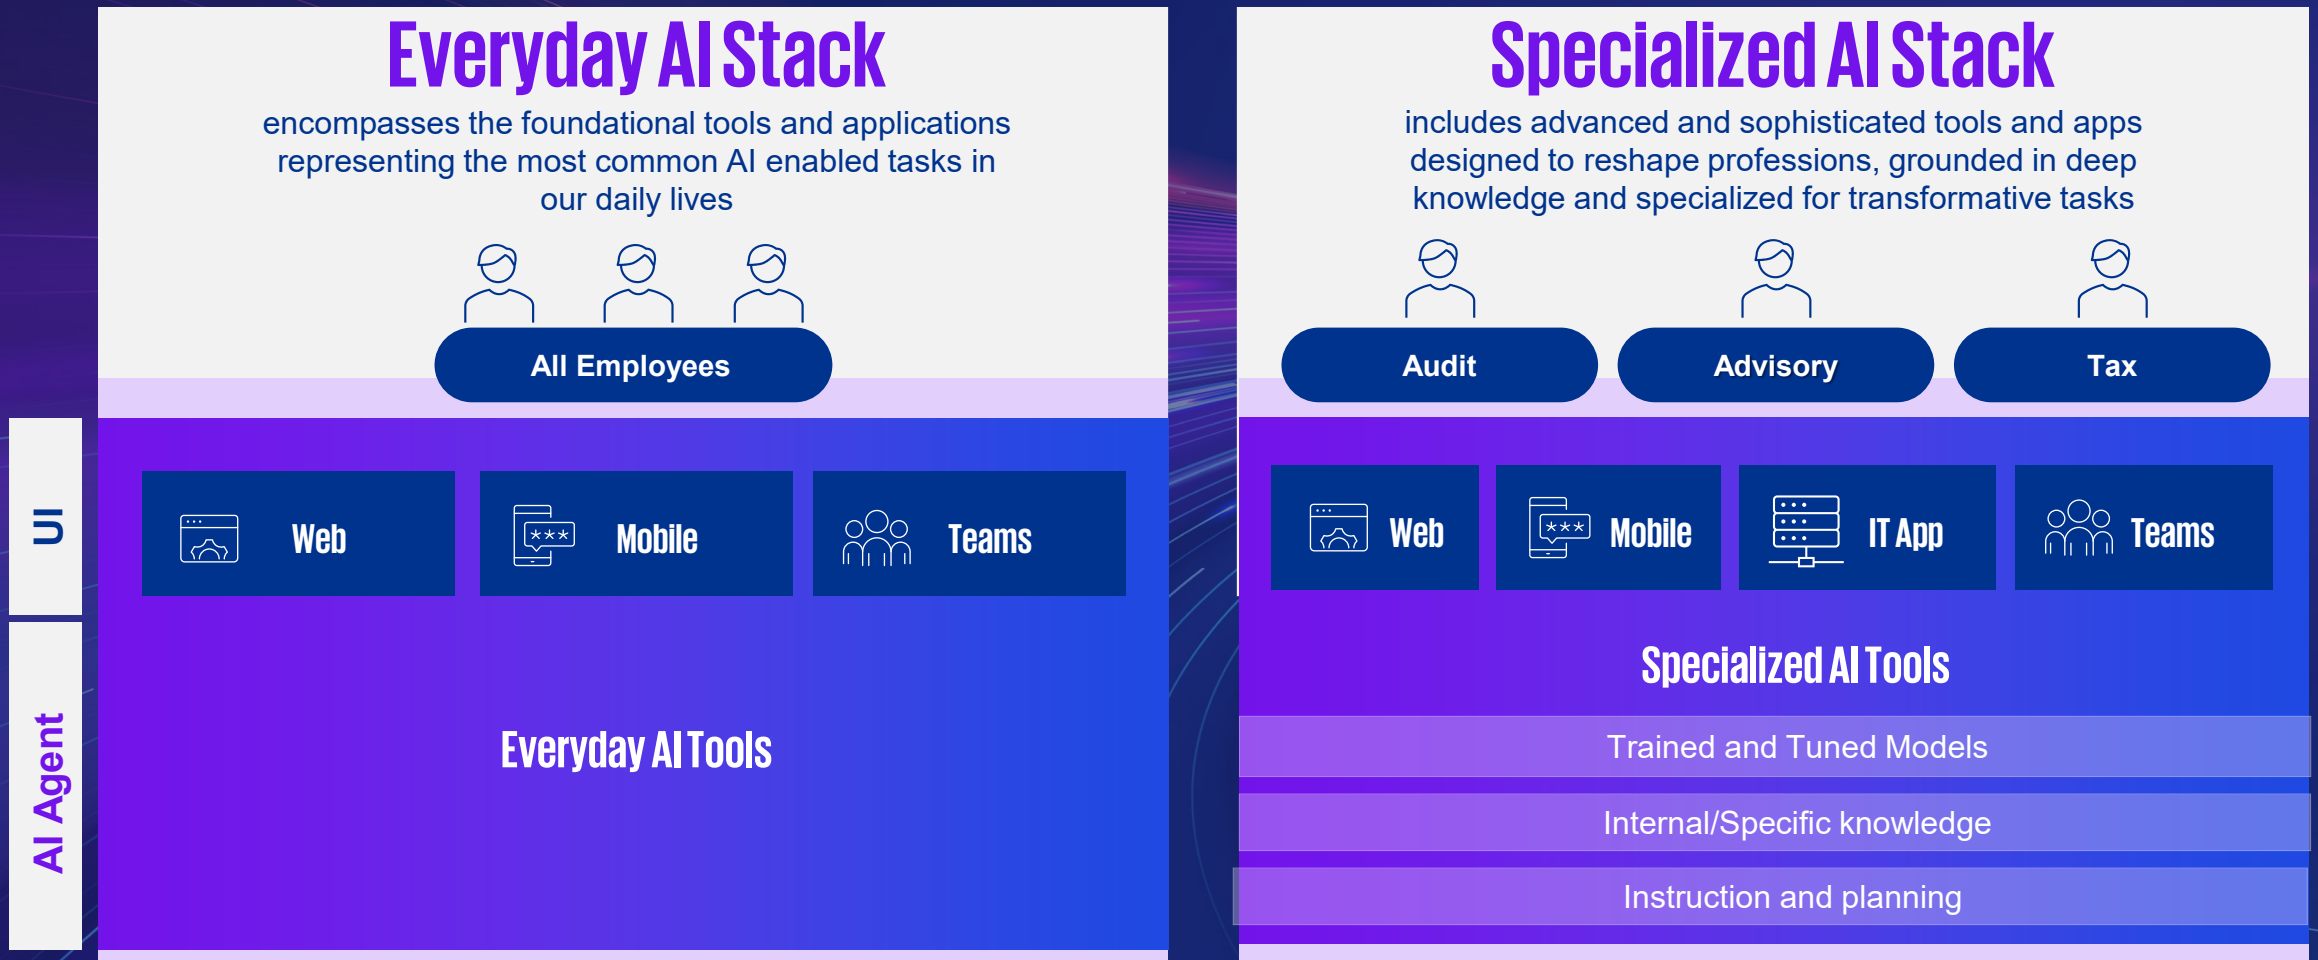 Everyday AI Stack
encompasses the foundational tools and applications
representing the most common AI enabled tasks in
our daily lives
All Employees
UI
Web
Mobile
Teams
AI Agent
Everyday AI Tools
Specialized AI Stack
includes advanced and sophisticated tools and apps
designed to reshape professions, grounded in deep
knowledge and specialized for transformative tasks
Audit
Advisory
Tax
Web
Mobile
IT App
Teams
Specialized AI Tools
Trained and Tuned Models
Internal/Specific knowledge
Instruction and planning